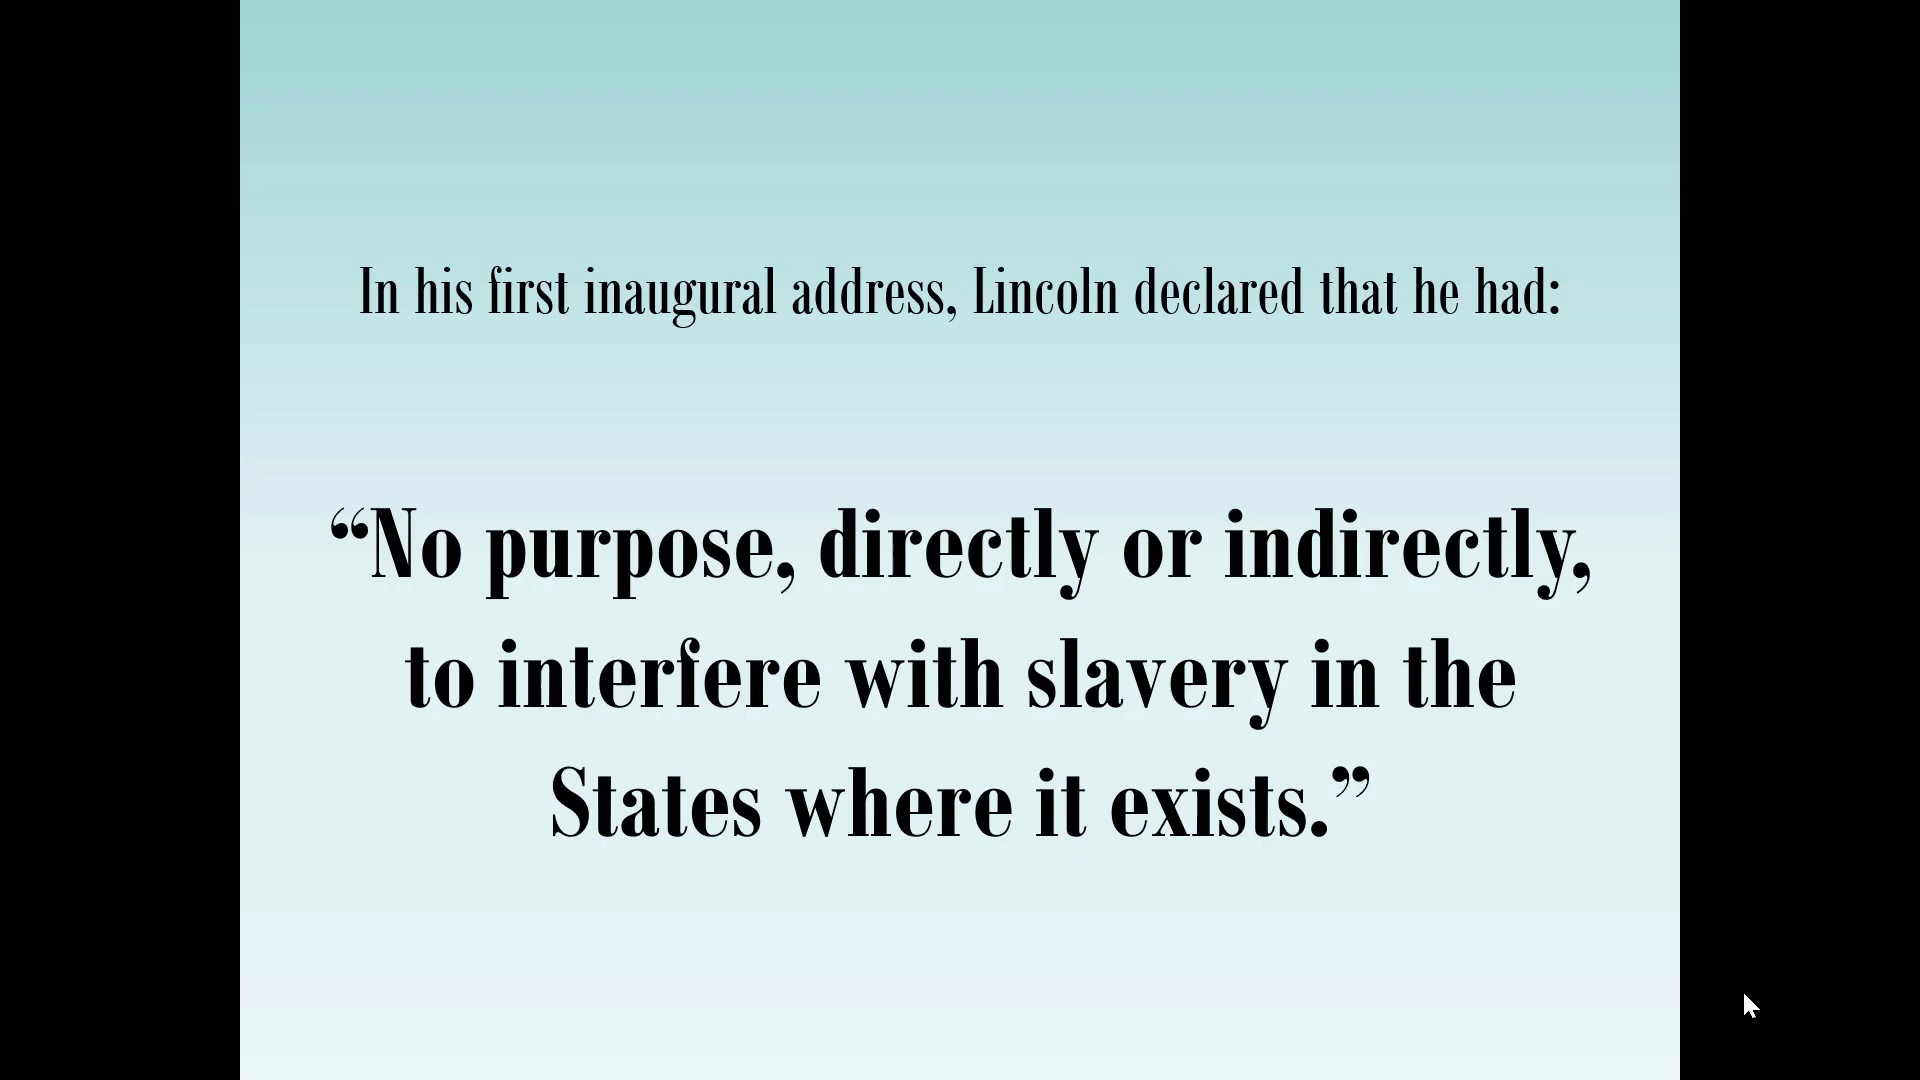 In his first inaugural address, Lincoln declared that he had:
“No purpose, directly or indirectly,
to interfere with slavery in the
States where it exists.”